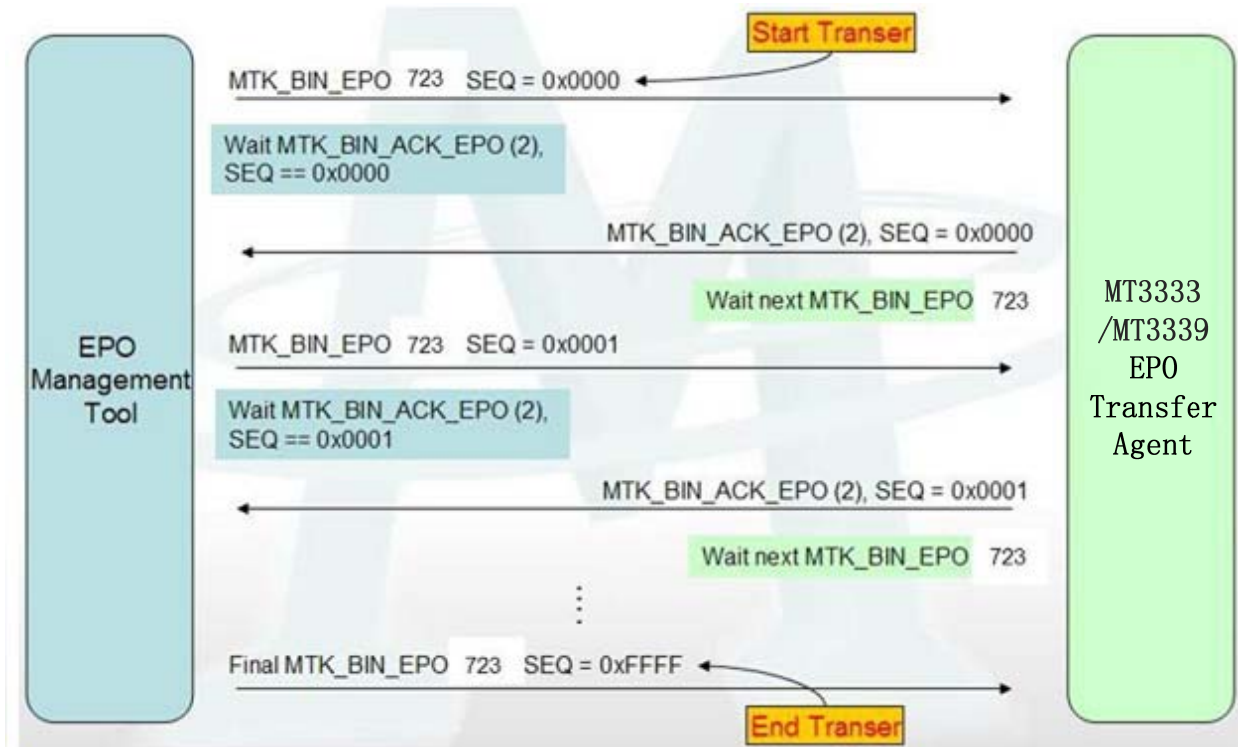 Start Transer
MTK_BIN_EPO 723 SEQ = 0x0000
Wait MTK_BIN_ACK_EPO (2),
SEQ == 0x0000
MTK_BIN_ACK_EPO (2), SEQ = 0x0000
Wait next MTK_BIN_EPO 723
MTK_BIN_EPO 723 SEQ = 0x0001
Wait MTK_BIN_ACK_EPO (2),
SEQ == 0x0001
MTK_BIN_ACK_EPO (2), SEQ = 0x0001
Wait next MTK_BIN_EPO 723
Final MTK_BIN_EPO 723 SEQ = 0xFFFF
End Transer
EPO
Management
Tool
MT3333
/MT3339
EPO
Transfer
Agent